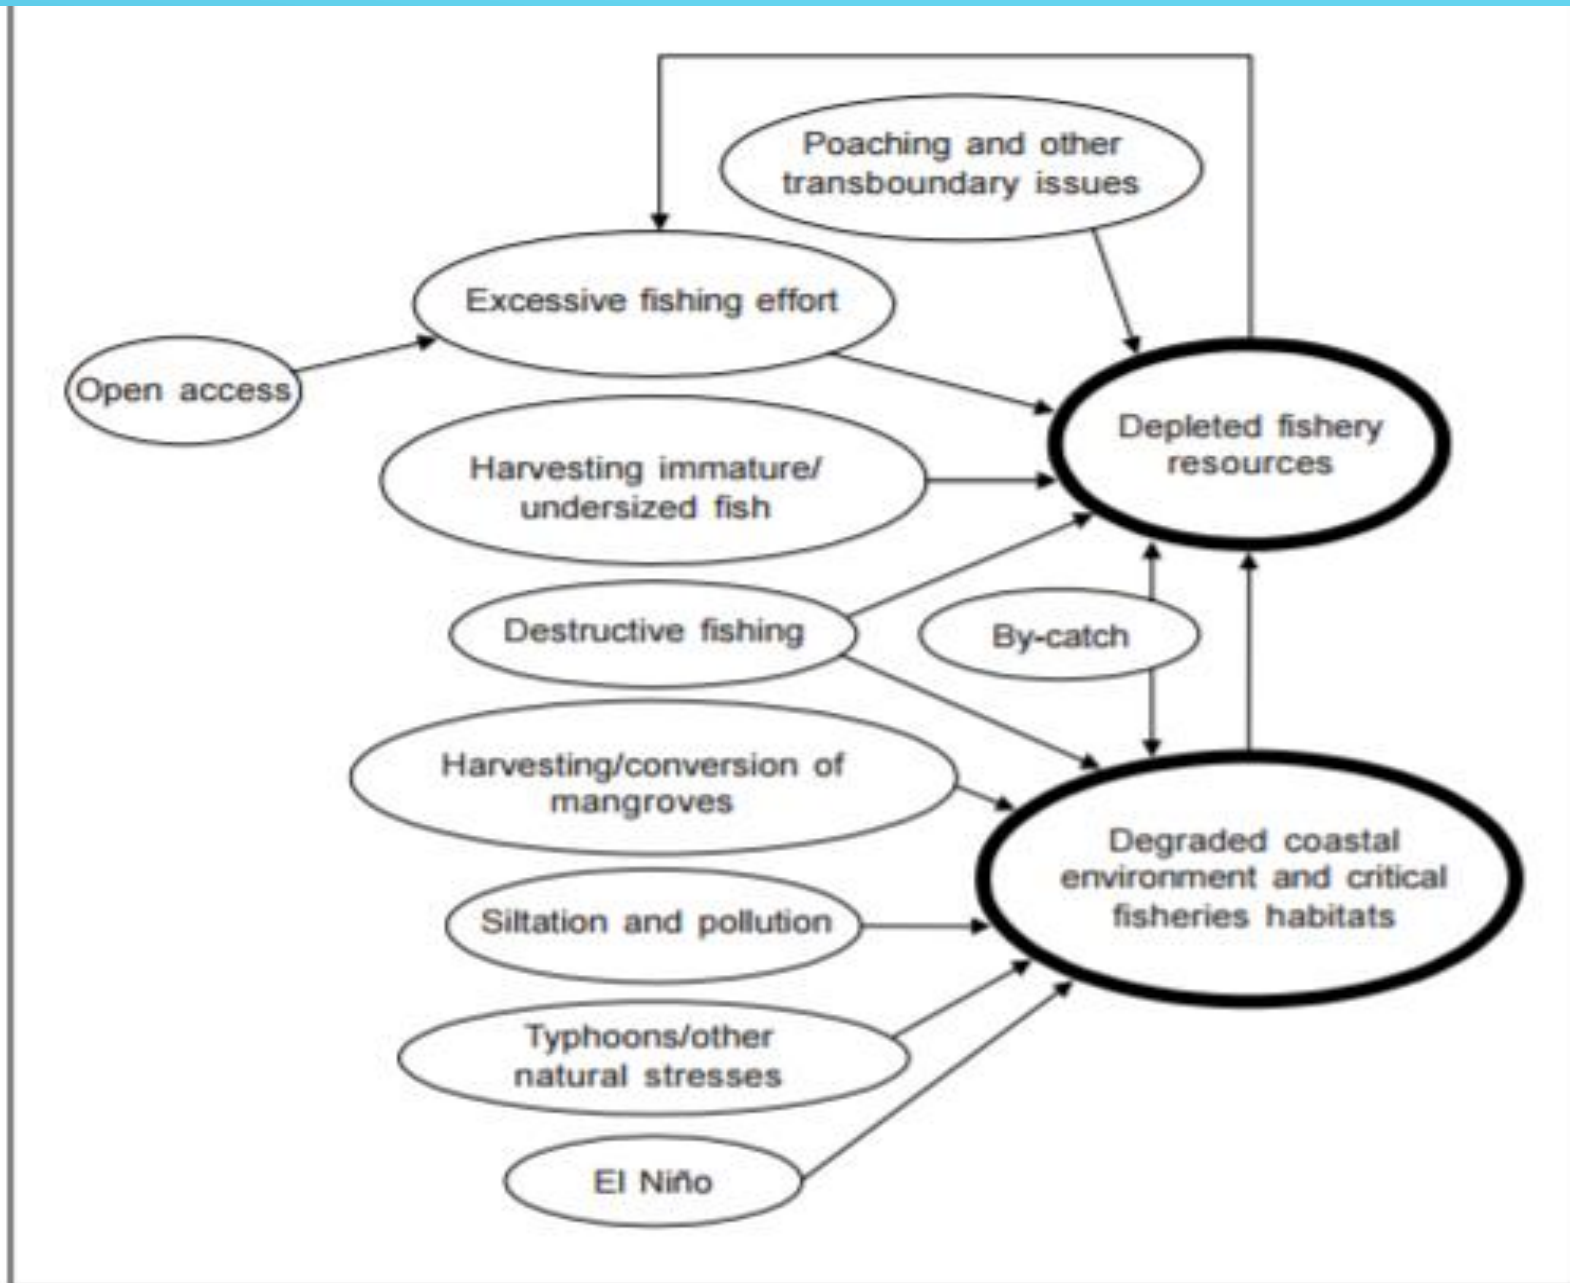 Poaching and other
transboundary issues
Excessive fishing effort
Open access
Depleted fishery
resources
Harvesting immature/
undersized fish
Destructive fishing
By-catch
Harvesting/conversion of
mangroves
Degraded coastal
environment and critical
fisheries habitats
Siltation and pollution
Typhoons/other
natural stresses
El Niño